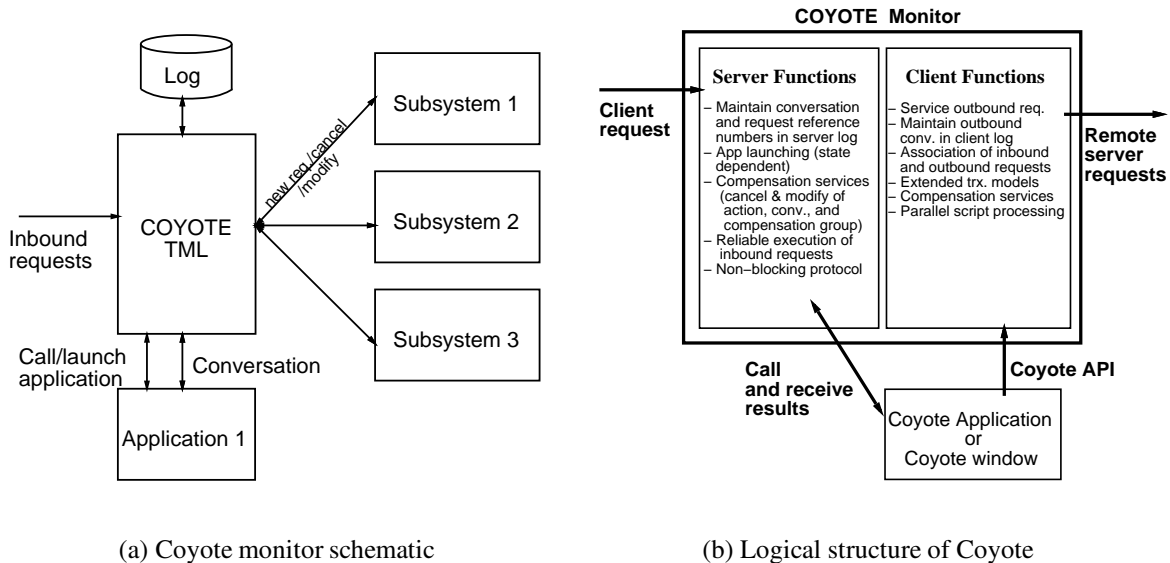 Log
Subsystem 1
new req./cancel
/modify
COYOTE
TML
Subsystem 2
Inbound
requests
Subsystem 3
Call/launch
application
Conversation
Application 1
(a) Coyote monitor schematic
COYOTE Monitor
Client
request
Server Functions
– Maintain conversation
and request reference
numbers in server log
– App launching (state
dependent)
– Compensation services
(cancel & modify of
action, conv., and
compensation group)
– Reliable execution of
inbound requests
– Non–blocking protocol
Client Functions
– Service outbound req.
– Maintain outbound
conv. in client log
– Association of inbound
and outbound requests
– Extended trx. models
– Compensation services
– Parallel script processing
Remote
server
requests
Call
and receive
results
Coyote API
Coyote Application
or
Coyote window
(b) Logical structure of Coyote